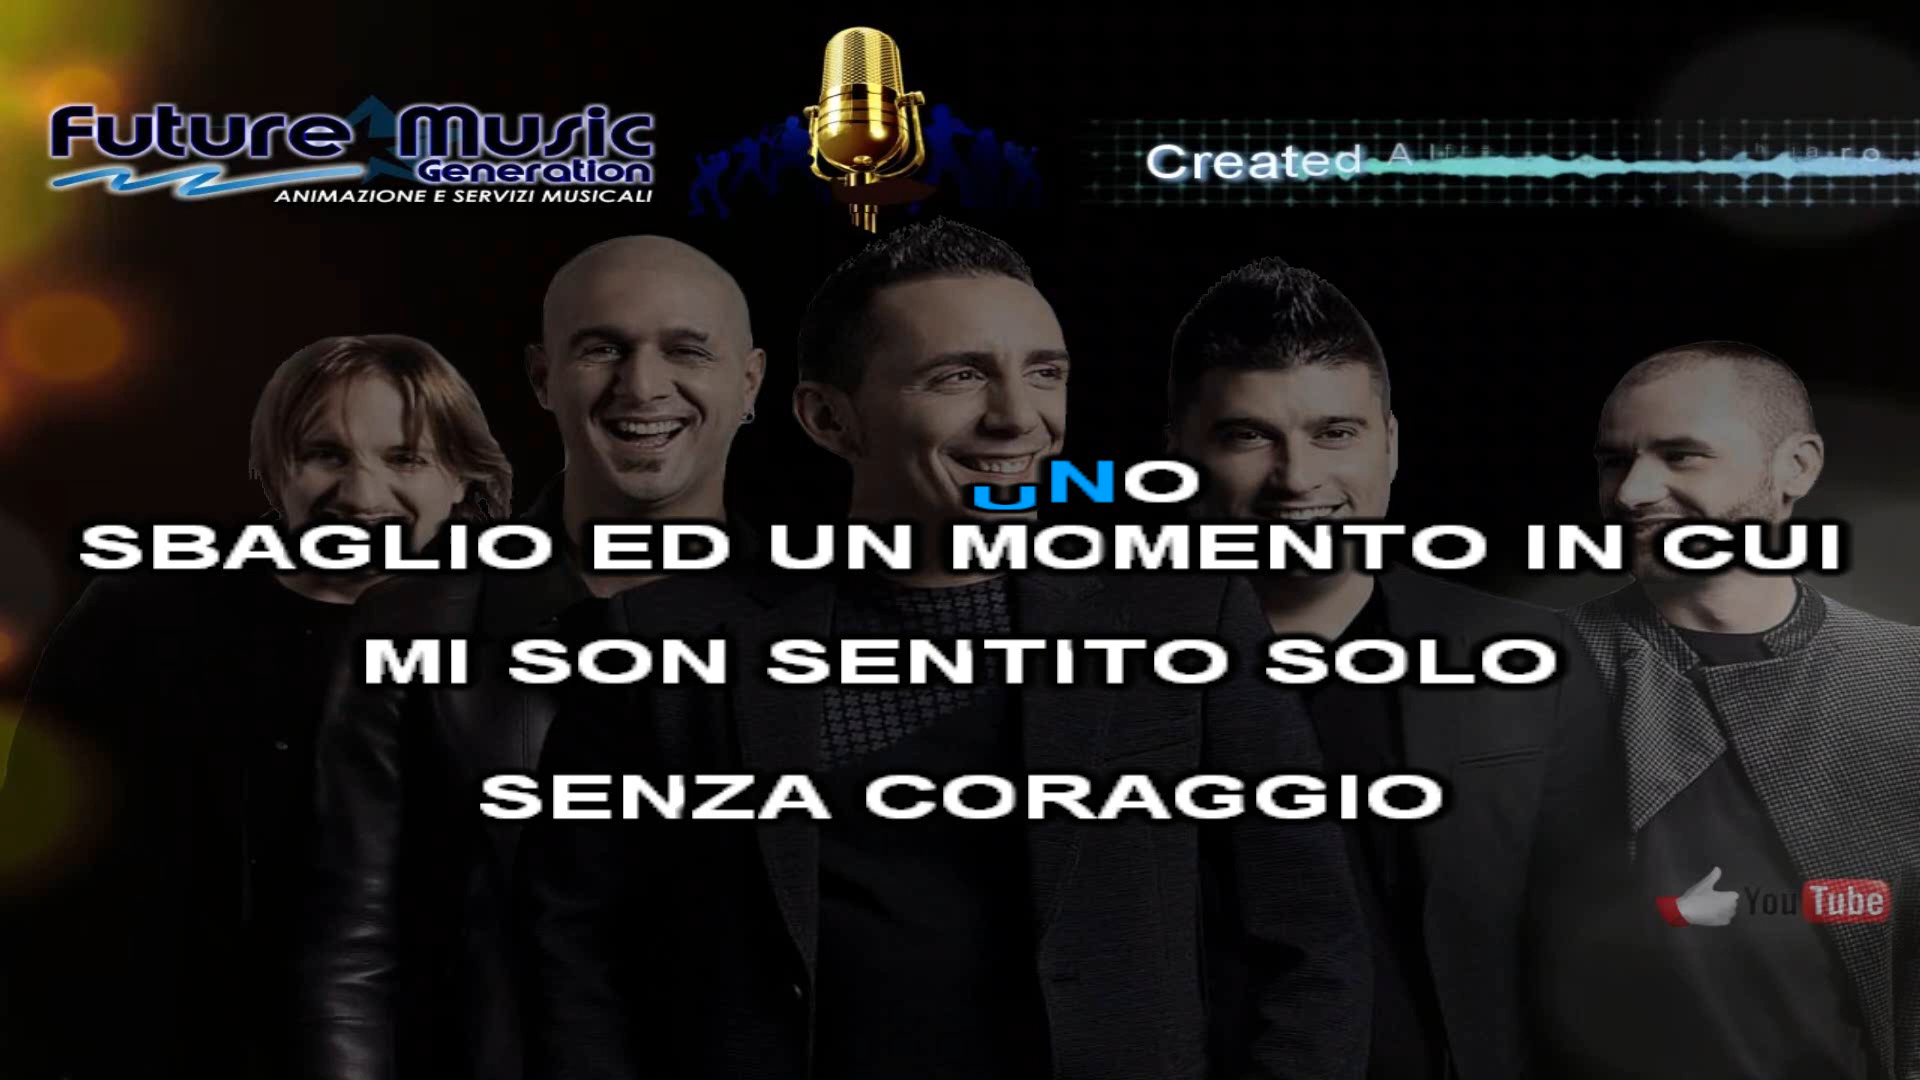 Future Music
Generation
ANIMAZIONE E SERVIZI MUSICALI
Created
UNO
SBAGLIO ED UN MOMENTO IN CUI
MI SON SENTITO SOLO
SENZA CORAGGIO
YouTube